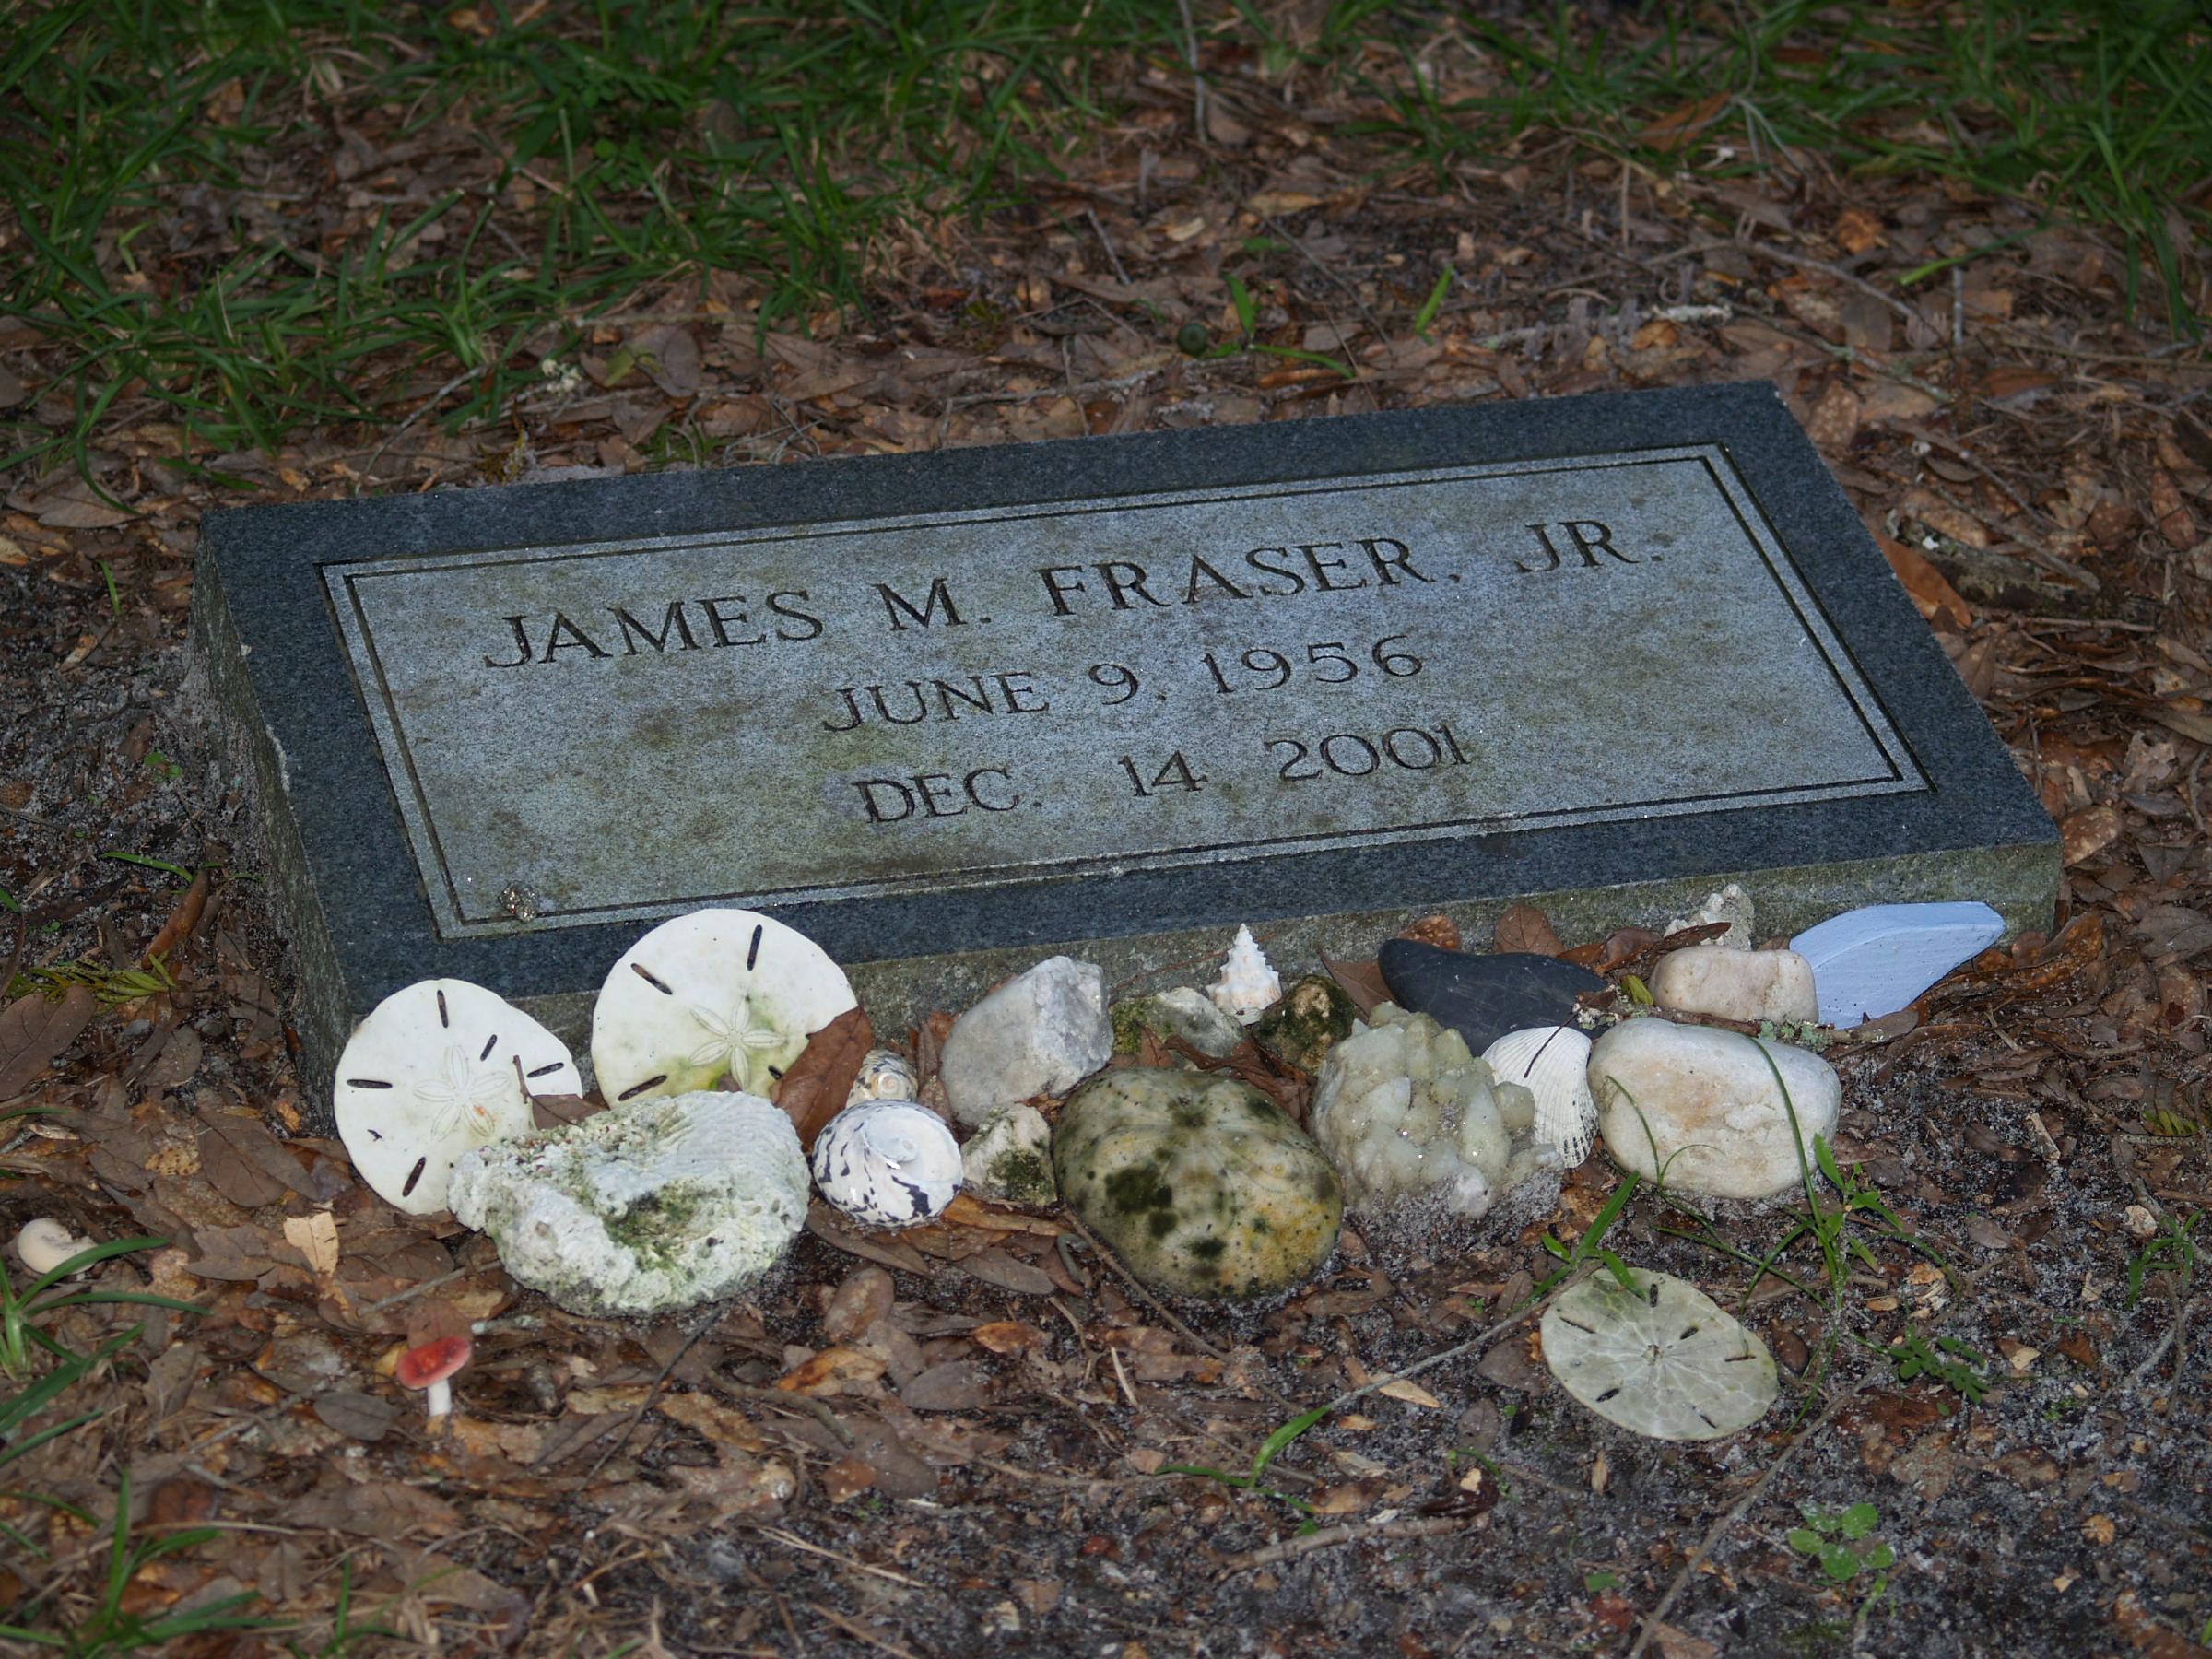 JAMES M. FRASER, JR.
JUNE 9, 1956
DEC. 14, 2001